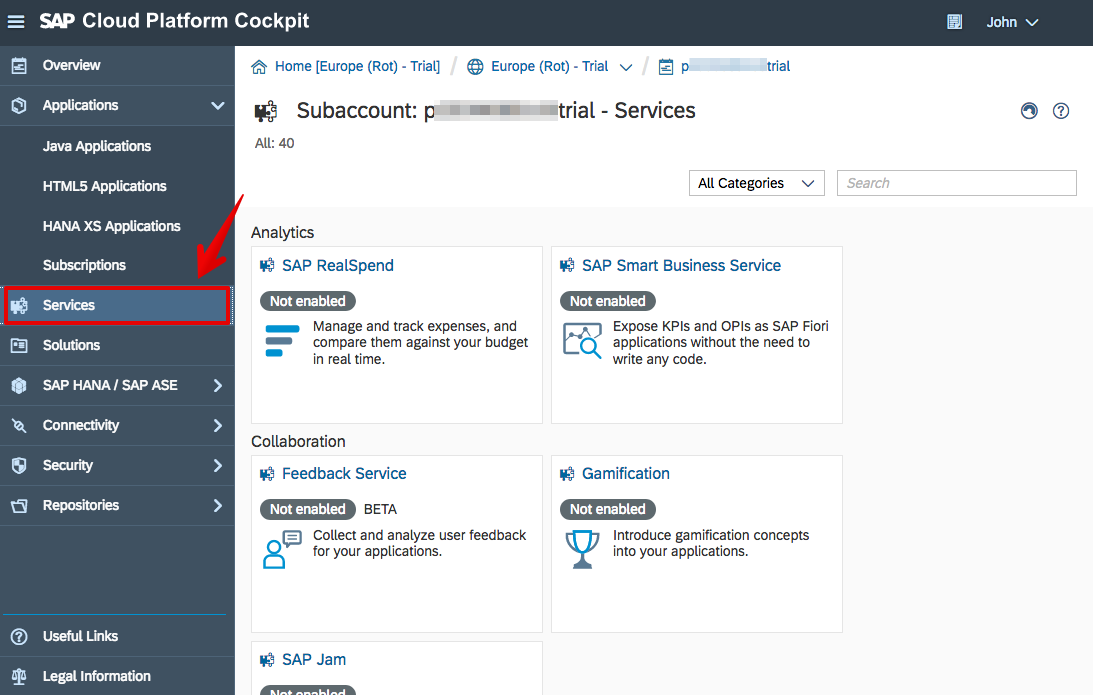 SAP Cloud Platform Cockpit
John
Overview
Applications
Java Applications
HTML5 Applications
HANA XS Applications
Subscriptions
Services
Solutions
SAP HANA / SAP ASE
Connectivity
Security
Repositories
Useful Links
Legal Information
Home [Europe (Rot) - Trial] / Europe (Rot) - Trial / p trial
Subaccount: p trial - Services
All: 40
All Categories
Search
Analytics
SAP RealSpend
Not enabled
Manage and track expenses, and
compare them against your budget
in real time.
SAP Smart Business Service
Not enabled
Expose KPIs and OPIs as SAP Fiori
applications without the need to
write any code.
Collaboration
Feedback Service
Not enabled BETA
Collect and analyze user feedback
for your applications.
Gamification
Not enabled
Introduce gamification concepts
into your applications.
SAP Jam
Not enabled